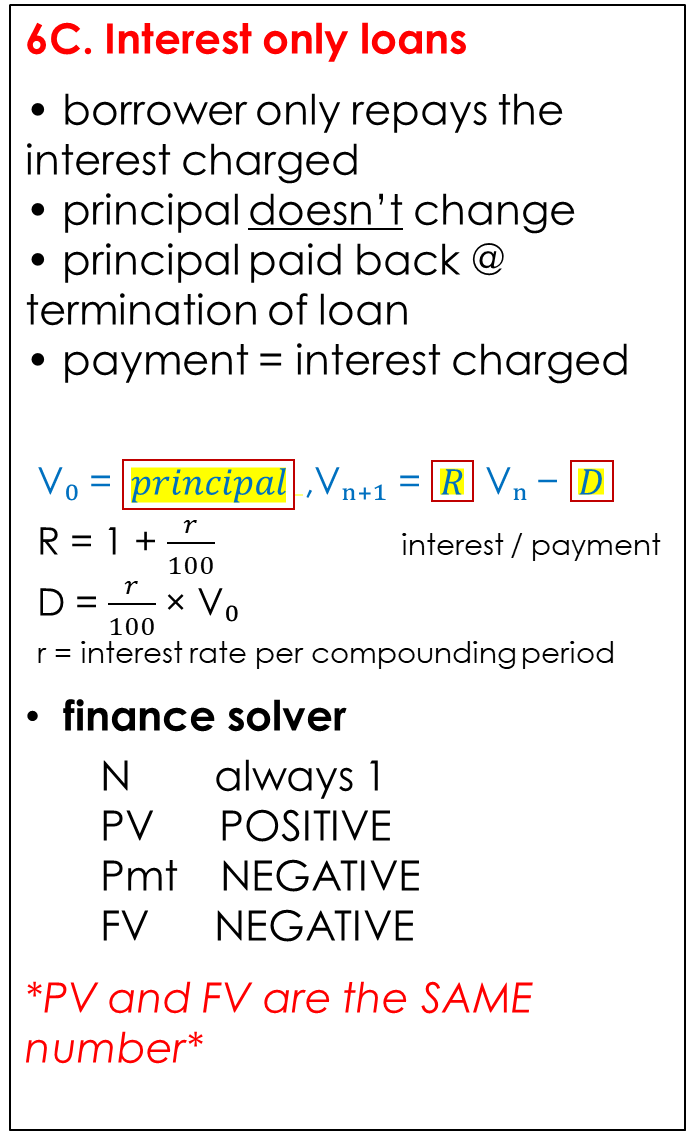 6C. Interest only loans
• borrower only repays the
interest charged
• principal doesn’t change
• principal paid back @
termination of loan
• payment = interest charged
V₀ = principal ,Vₙ₊₁ = R Vₙ − D
R = 1 + r/100 interest / payment
D = r/100 × V₀
r = interest rate per compounding period
• finance solver
N always 1
PV POSITIVE
Pmt NEGATIVE
FV NEGATIVE
*PV and FV are the SAME
number*